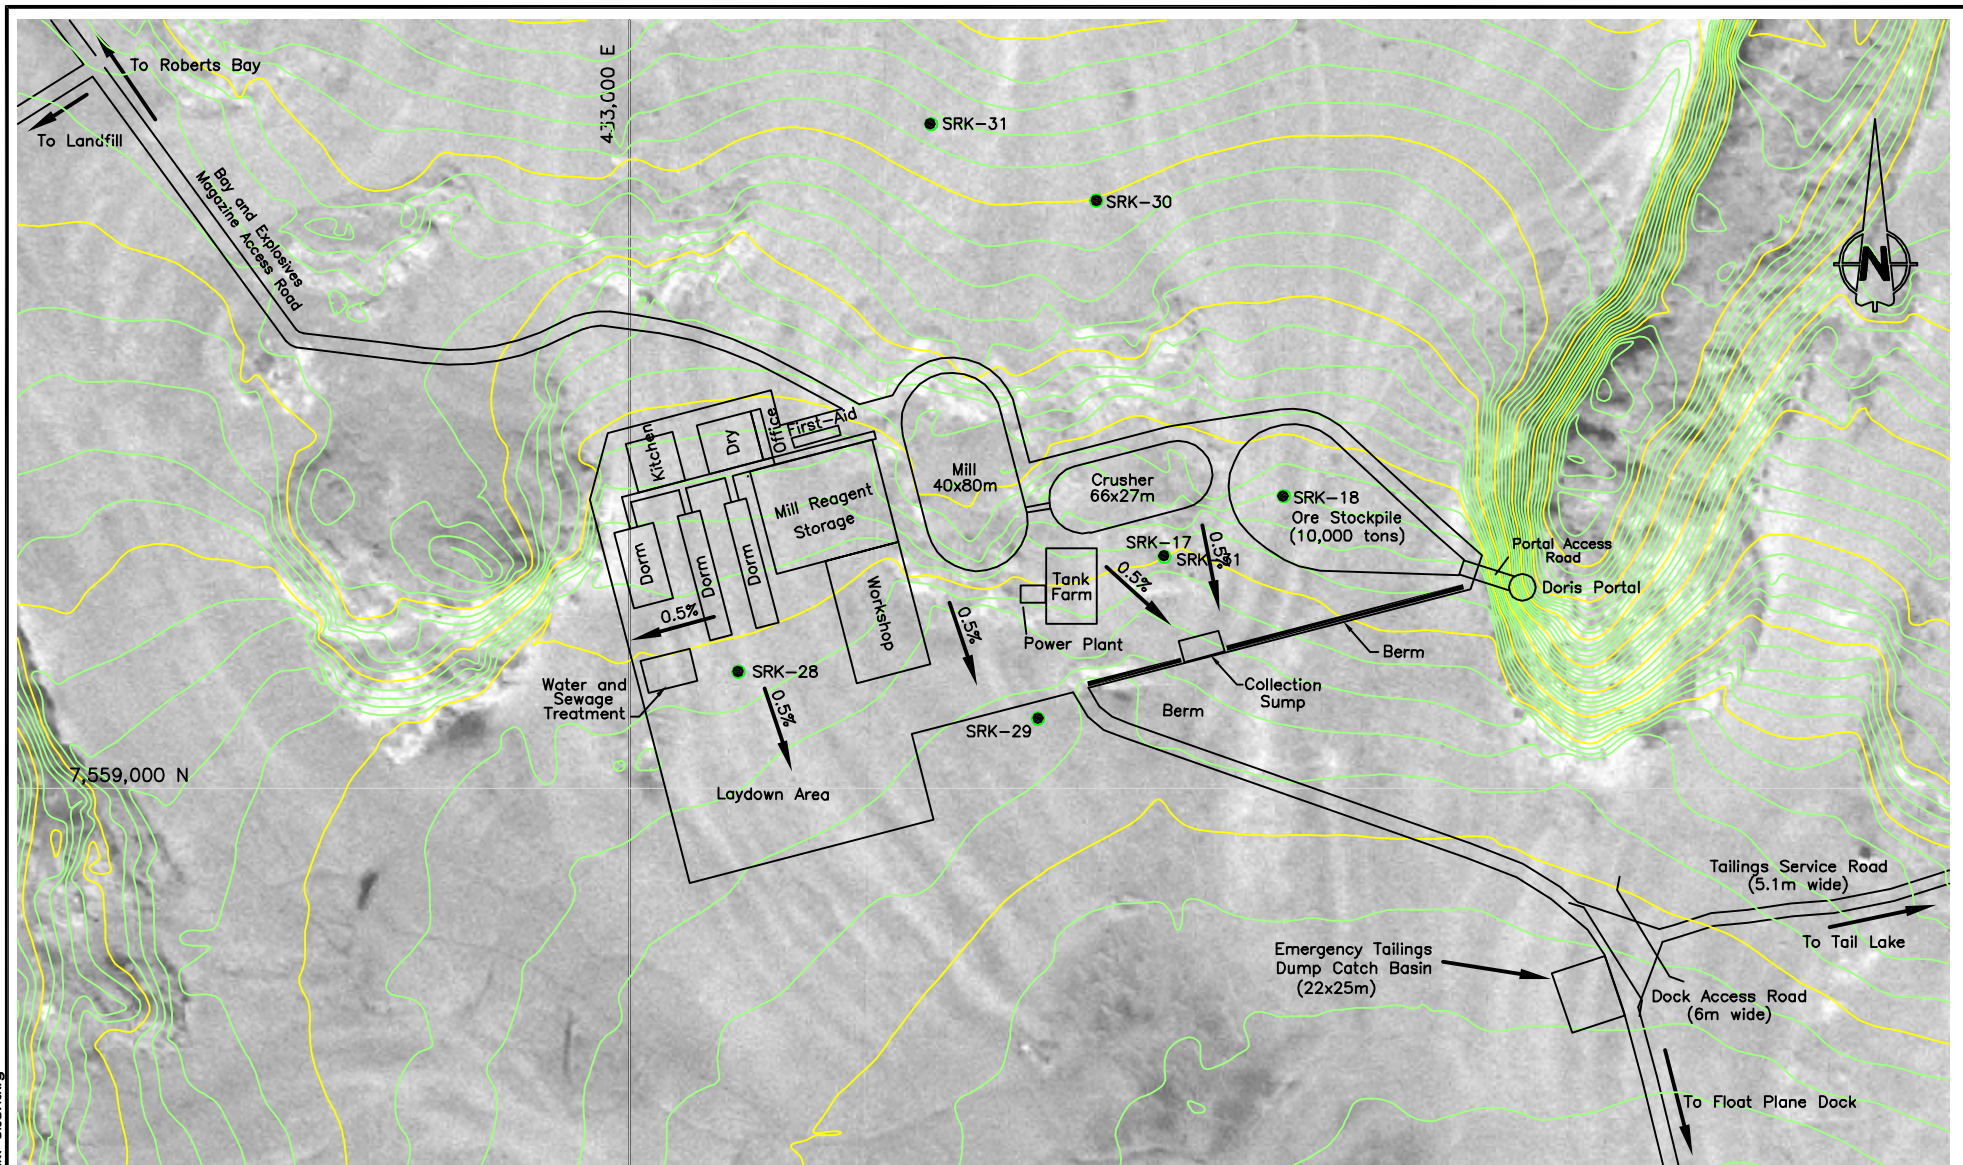 To Roberts Bay
To Landfill
433,000 E
Bay and Explosives
Magazine Access Road
SRK-31
SRK-30
N
Kitchen
Dry
Office
First-Aid
Mill Reagent
Storage
Dorm
Dorm
Dorm
Workshop
Mill
40x80m
Crusher
66x27m
SRK-18
Ore Stockpile
(10,000 tons)
SRK-17
SRK-31
0.5%
0.5%
0.5%
0.5%
0.5%
Tank
Farm
Power Plant
Portal Access
Road
Doris Portal
Berm
Collection
Sump
Berm
SRK-28
SRK-29
Water and
Sewage
Treatment
Laydown Area
7,559,000 N
Tailings Service Road
(5.1m wide)
To Tail Lake
Emergency Tailings
Dump Catch Basin
(22x25m)
Dock Access Road
(6m wide)
To Float Plane Dock